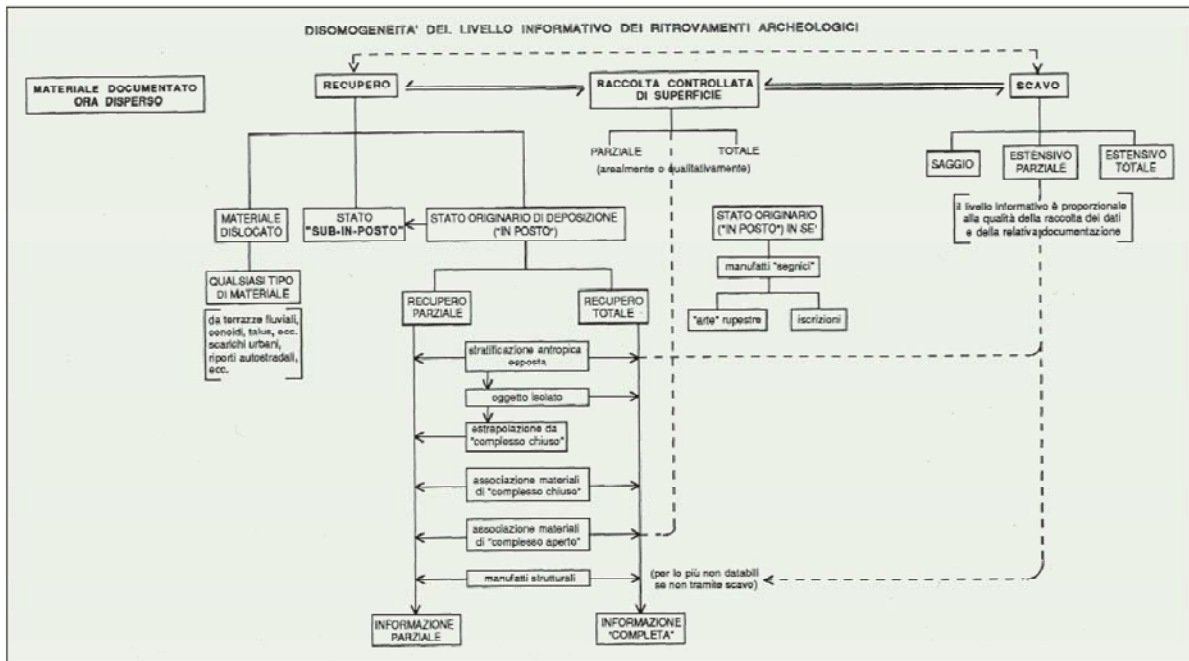 DISOMOGENEITA' DEL LIVELLO INFORMATIVO DEI RITROVAMENTI ARCHEOLOGICI
MATERIALE DOCUMENTATO
ORA DISPERSO
RECUPERO
RACCOLTA CONTROLLATA
DI SUPERFICIE
SCAVO
PARZIALE
TOTALE
(arealmente o qualitativamente)
SAGGIO
ESTENSIVO
PARZIALE
ESTENSIVO
TOTALE
il livello informativo è proporzionale
alla qualità della raccolta dei dati
e della relativa documentazione
MATERIALE
DISLOCATO
STATO
"SUB-IN-POSTO"
STATO ORIGINARIO DI DEPOSIZIONE
("IN POSTO")
STATO ORIGINARIO
("IN POSTO") IN SE'
manufatti "segnici"
"arte" rupestre
iscrizioni
QUALSIASI TIPO
DI MATERIALE
da terrazze fluviali,
conoidi, talus, ecc.
scarichi urbani,
riporti autostradali,
ecc.
RECUPERO
PARZIALE
RECUPERO
TOTALE
stratificazione antropica
esposta
oggetto isolato
estrapolazione da
"complesso chiuso"
associazione materiali
di "complesso chiuso"
associazione materiali
di "complesso aperto"
manufatti strutturali
(per lo più non databili
se non tramite scavo)
INFORMAZIONE
PARZIALE
INFORMAZIONE
"COMPLETA"